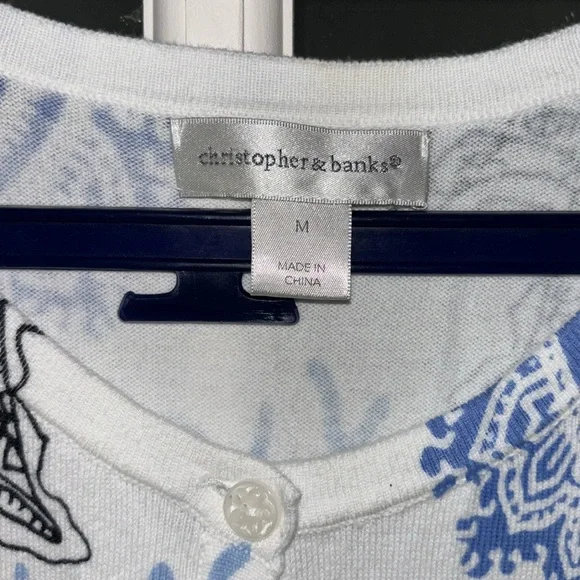 christopher & banks®
M
MADE IN
CHINA